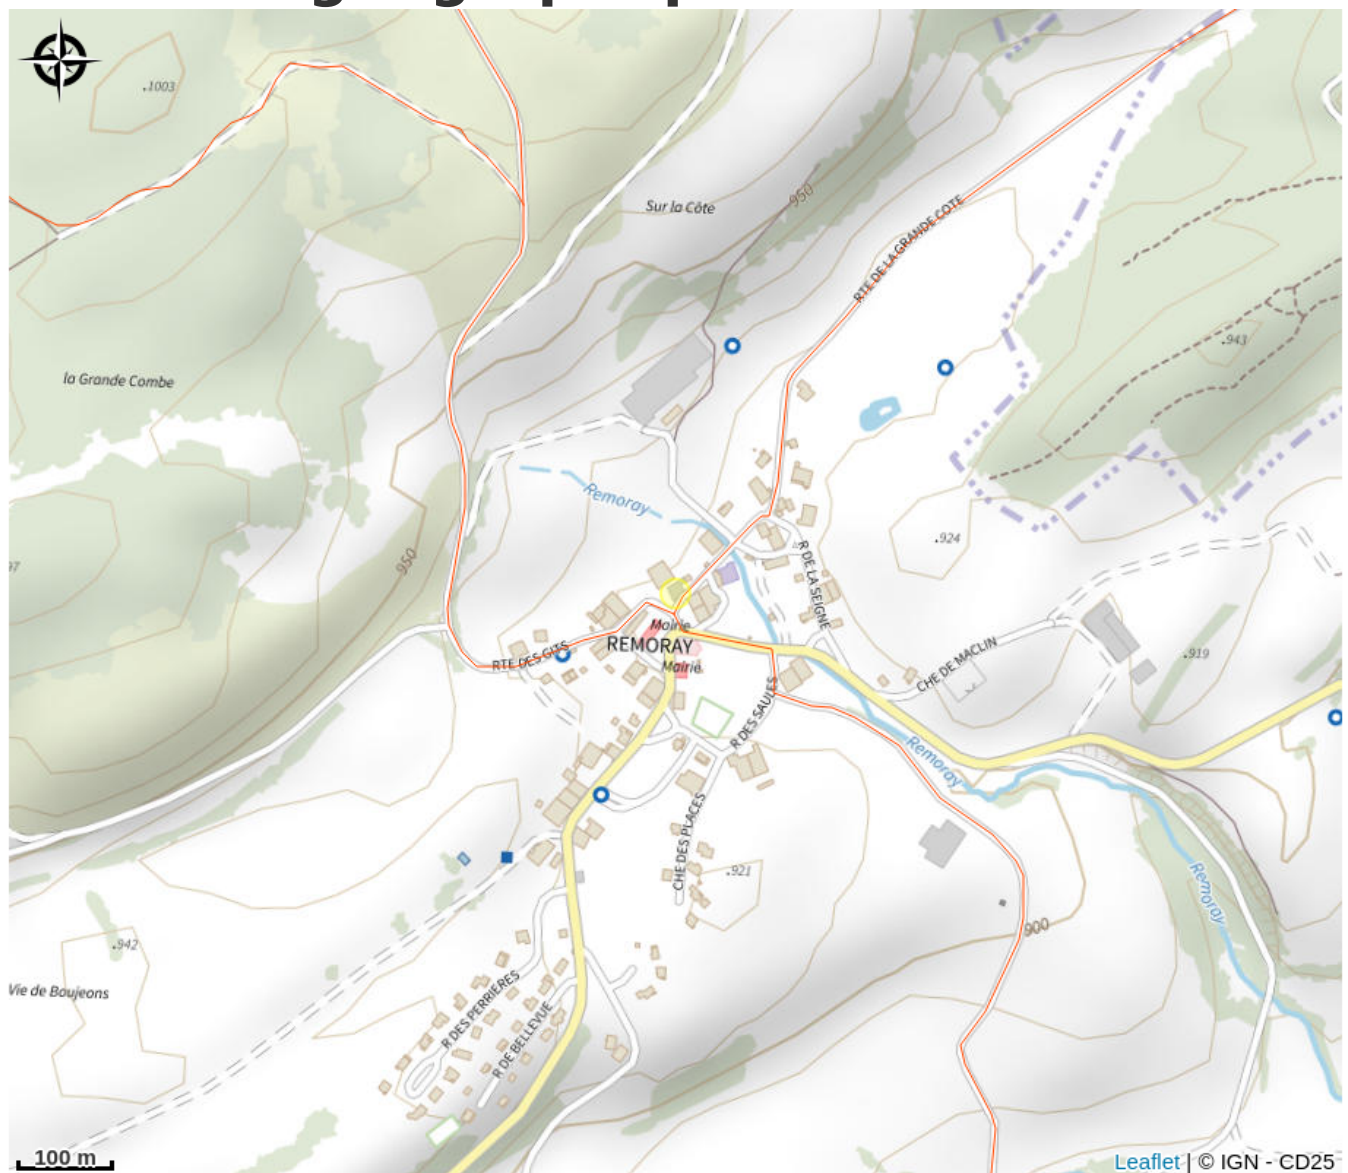 .1003
Sur la Côte
950
RTE DE LA GRANDE COTE
.943
la Grande Combe
Remoray
.924
950
97
R DE LA SEIGNE
Mairie
REMORAY
RTE DES GITS
Mairie
CHE DE MACLIN
.919
R DES SAULES
Remoray
CHE DES PLACES
.921
Remoray
900
.942
Vie de Boujeons
R DES PERRIERES
R DE BELLEVUE
100 m
Leaflet | © IGN - CD25